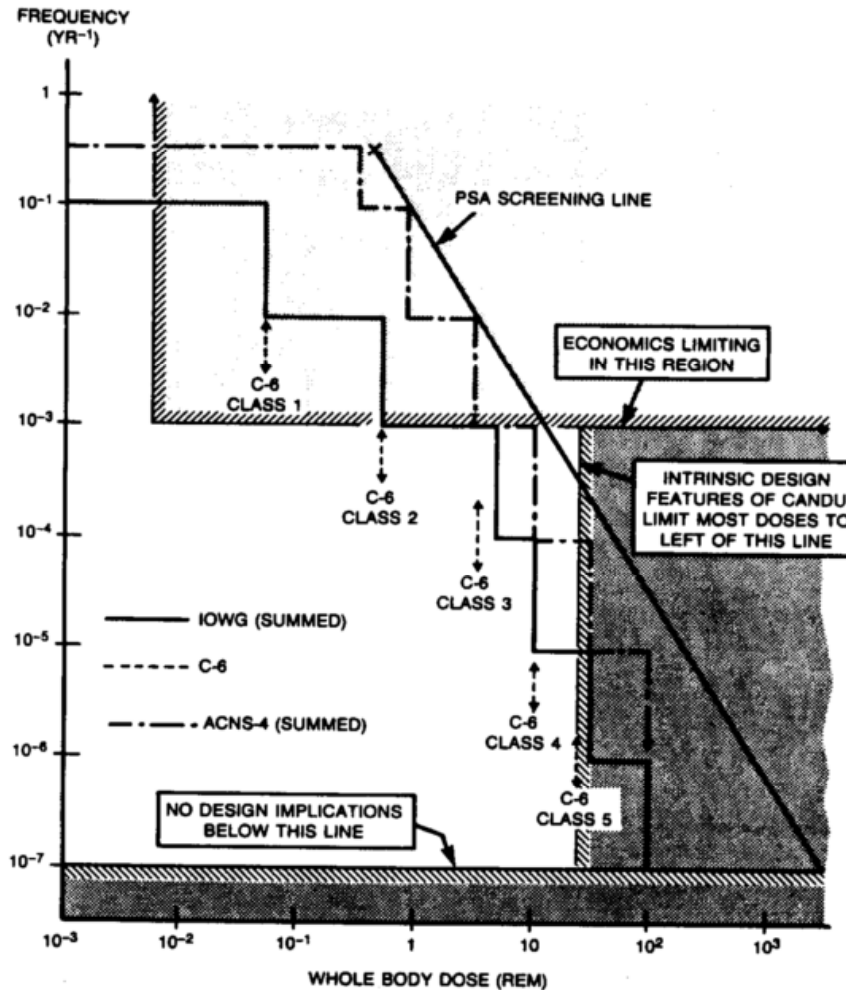 FREQUENCY
(YR⁻¹)
1
10⁻¹
10⁻²
10⁻³
10⁻⁴
10⁻⁵
10⁻⁶
10⁻⁷
PSA SCREENING LINE
ECONOMICS LIMITING
IN THIS REGION
C-6
CLASS 1
C-6
CLASS 2
INTRINSIC DESIGN
FEATURES OF CANDU
LIMIT MOST DOSES TO
LEFT OF THIS LINE
C-6
CLASS 3
IOWG (SUMMED)
C-6
ACNS-4 (SUMMED)
C-6
CLASS 4
C-6
CLASS 5
NO DESIGN IMPLICATIONS
BELOW THIS LINE
10⁻³
10⁻²
10⁻¹
1
10
10²
10³
WHOLE BODY DOSE (REM)